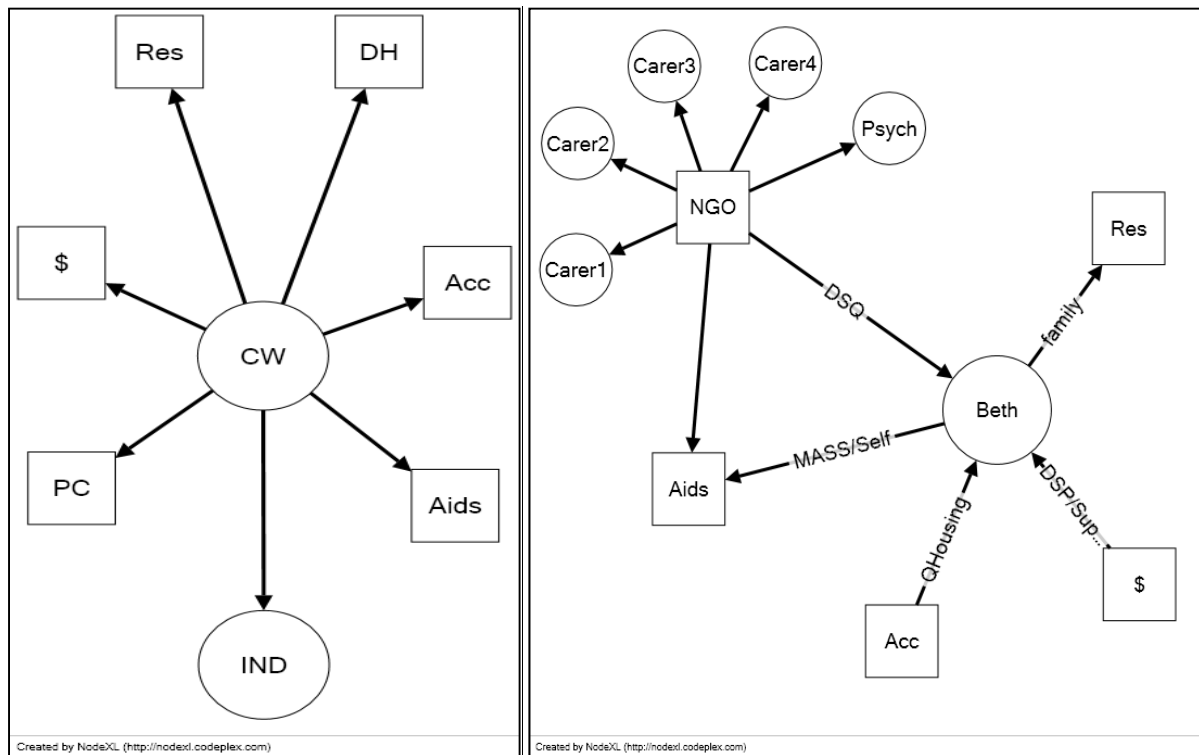 Res
DH
$
Acc
CW
PC
Aids
IND
Created by NodeXL (http://nodexl.codeplex.com)
Carer3
Carer4
Carer2
Psych
NGO
Carer1
Res
DSQ
family
Beth
MASS/Self
Aids
QHousing
DSP/Sup...
$
Acc
Created by NodeXL (http://nodexl.codeplex.com)